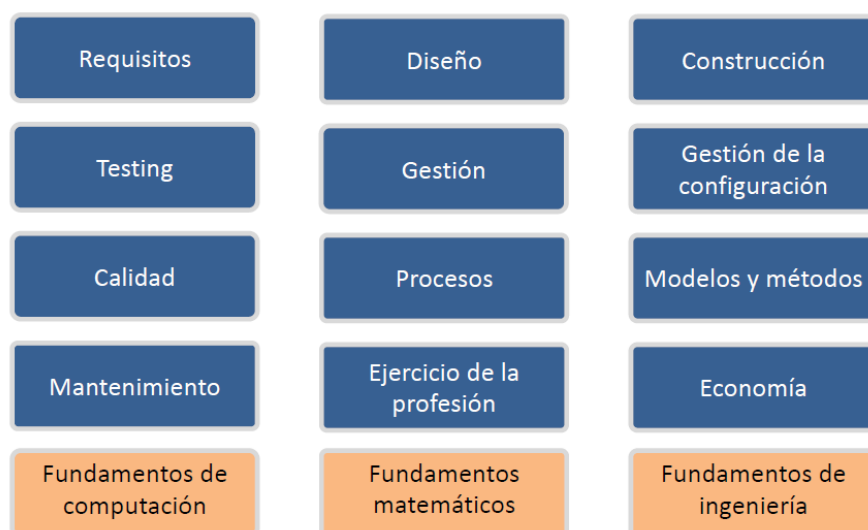 Requisitos
Diseño
Construcción
Testing
Gestión
Gestión de la
configuración
Calidad
Procesos
Modelos y métodos
Mantenimiento
Ejercicio de la
profesión
Economía
Fundamentos de
computación
Fundamentos
matemáticos
Fundamentos de
ingeniería